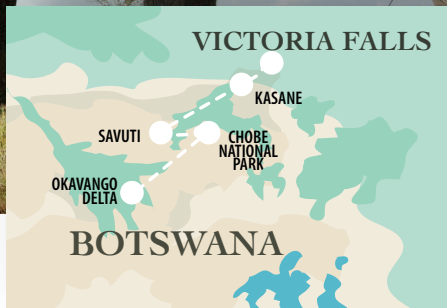 VICTORIA FALLS
KASANE
SAVUTI
CHOBE
NATIONAL
PARK
OKAVANGO
DELTA
BOTSWANA